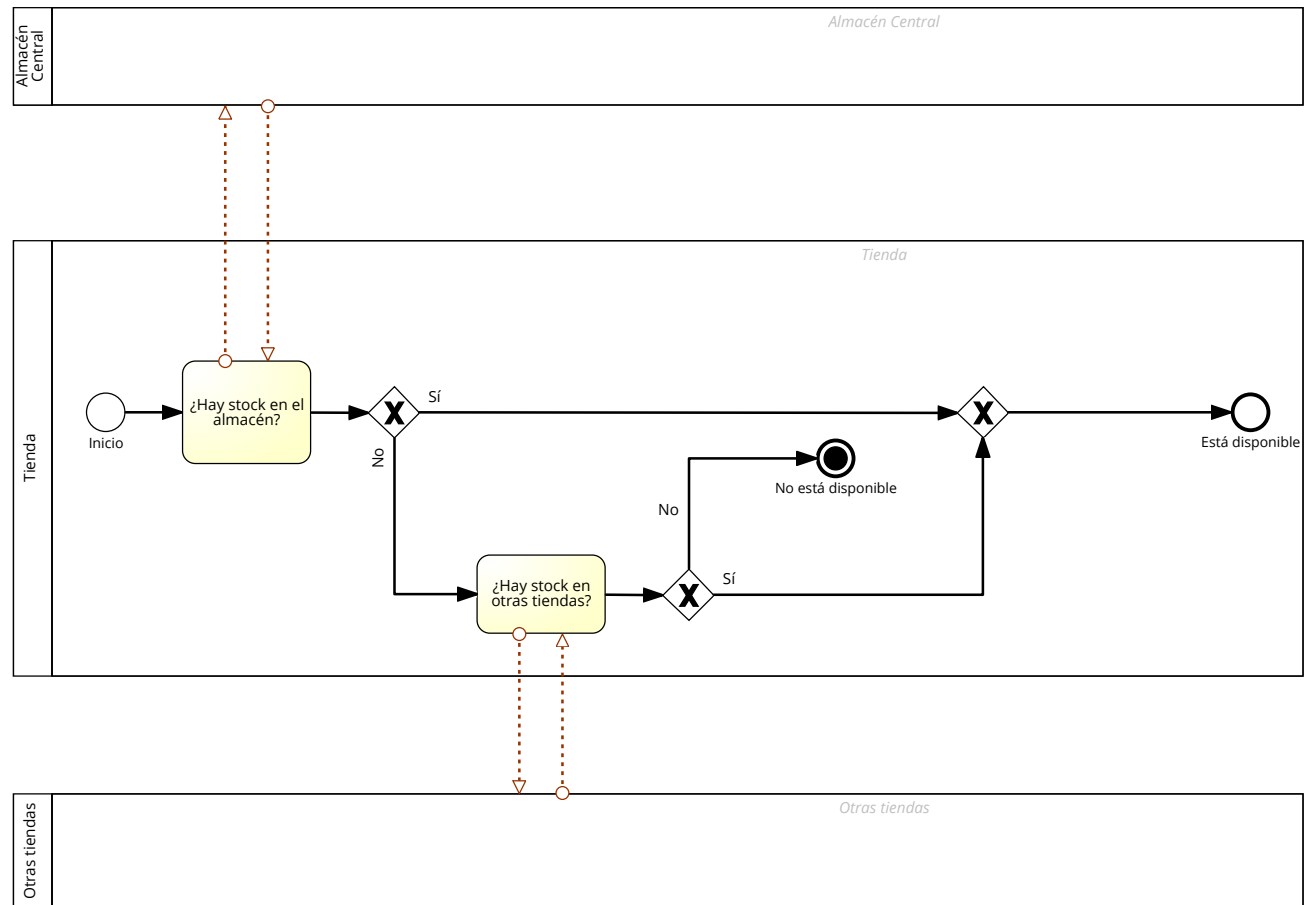 Almacén
Central
Almacén Central
Tienda
Tienda
Inicio
¿Hay stock en el
almacén?
Sí
No
No está disponible
Está disponible
No
¿Hay stock en
otras tiendas?
Sí
Otras tiendas
Otras tiendas